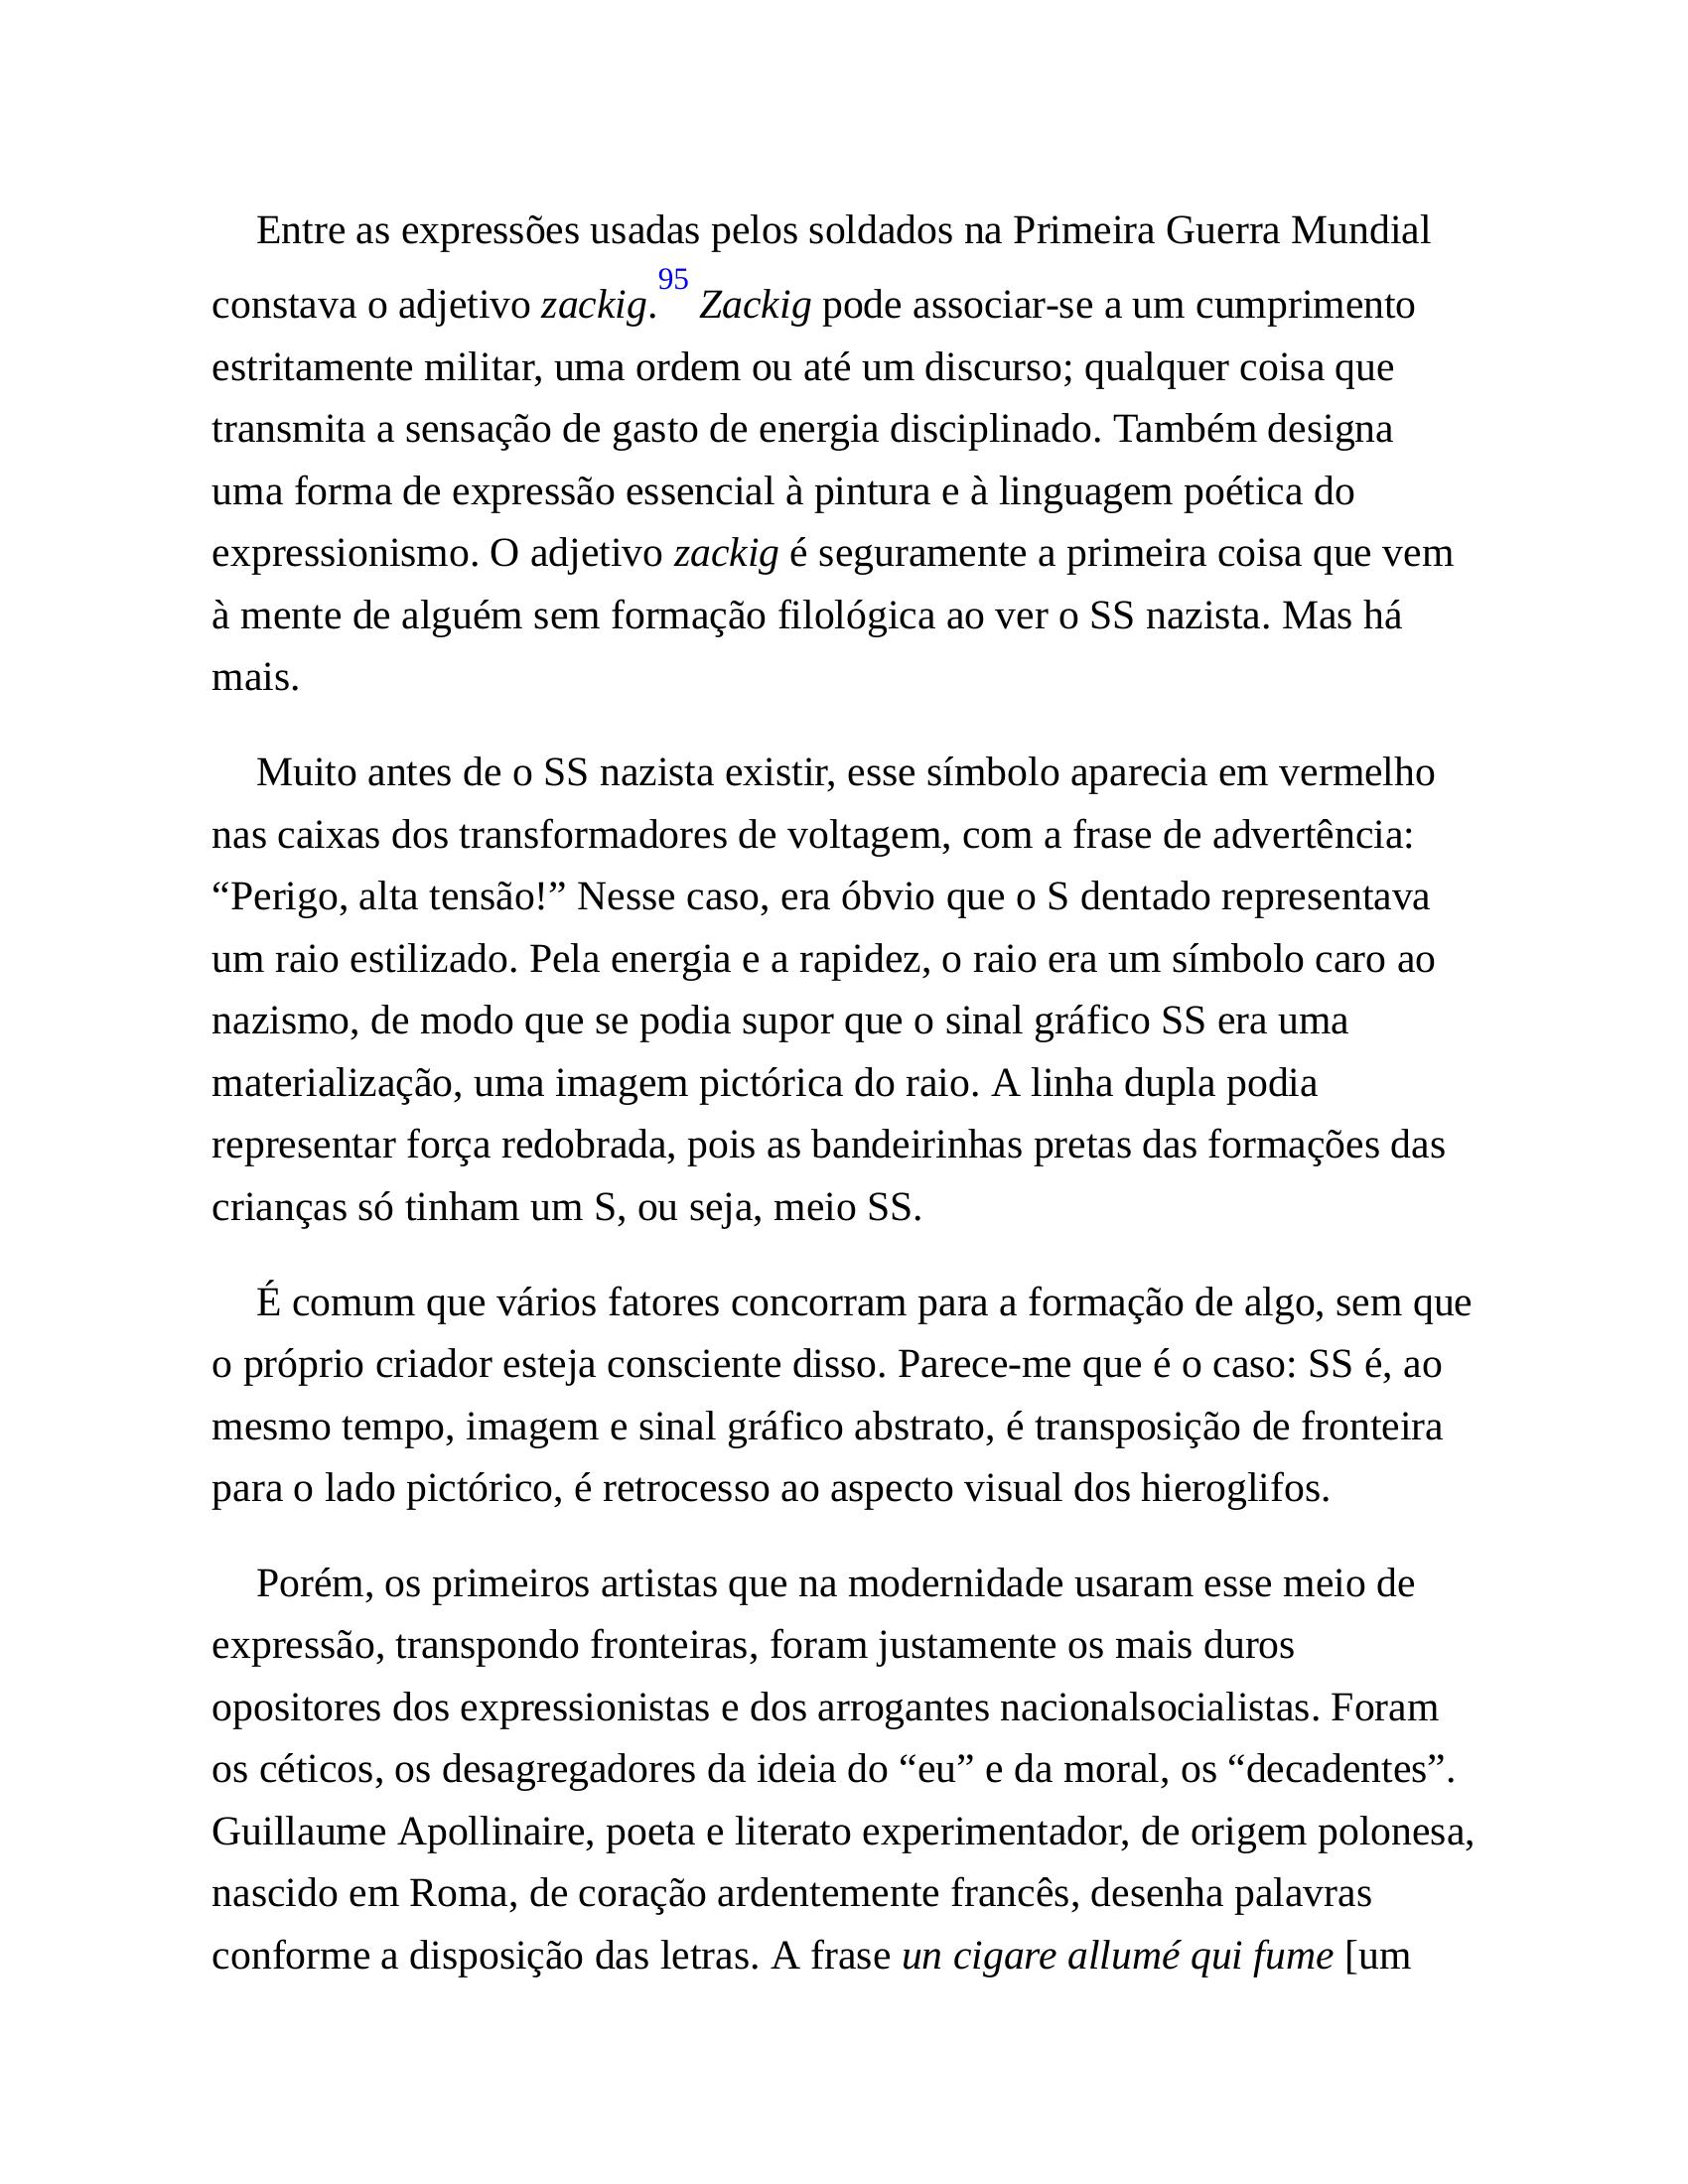 Entre as expressões usadas pelos soldados na Primeira Guerra Mundial
constava o adjetivo zackig.95 Zackig pode associar-se a um cumprimento
estritamente militar, uma ordem ou até um discurso; qualquer coisa que
transmita a sensação de gasto de energia disciplinado. Também designa
uma forma de expressão essencial à pintura e à linguagem poética do
expressionismo. O adjetivo zackig é seguramente a primeira coisa que vem
à mente de alguém sem formação filológica ao ver o SS nazista. Mas há
mais.
Muito antes de o SS nazista existir, esse símbolo aparecia em vermelho
nas caixas dos transformadores de voltagem, com a frase de advertência:
“Perigo, alta tensão!” Nesse caso, era óbvio que o S dentado representava
um raio estilizado. Pela energia e a rapidez, o raio era um símbolo caro ao
nazismo, de modo que se podia supor que o sinal gráfico SS era uma
materialização, uma imagem pictórica do raio. A linha dupla podia
representar força redobrada, pois as bandeirinhas pretas das formações das
crianças só tinham um S, ou seja, meio SS.
É comum que vários fatores concorram para a formação de algo, sem que
o próprio criador esteja consciente disso. Parece-me que é o caso: SS é, ao
mesmo tempo, imagem e sinal gráfico abstrato, é transposição de fronteira
para o lado pictórico, é retrocesso ao aspecto visual dos hieroglifos.
Porém, os primeiros artistas que na modernidade usaram esse meio de
expressão, transpondo fronteiras, foram justamente os mais duros
opositores dos expressionistas e dos arrogantes nacionalsocialistas. Foram
os céticos, os desagregadores da ideia do “eu” e da moral, os “decadentes”.
Guillaume Apollinaire, poeta e literato experimentador, de origem polonesa,
nascido em Roma, de coração ardentemente francês, desenha palavras
conforme a disposição das letras. A frase un cigare allumé qui fume [um